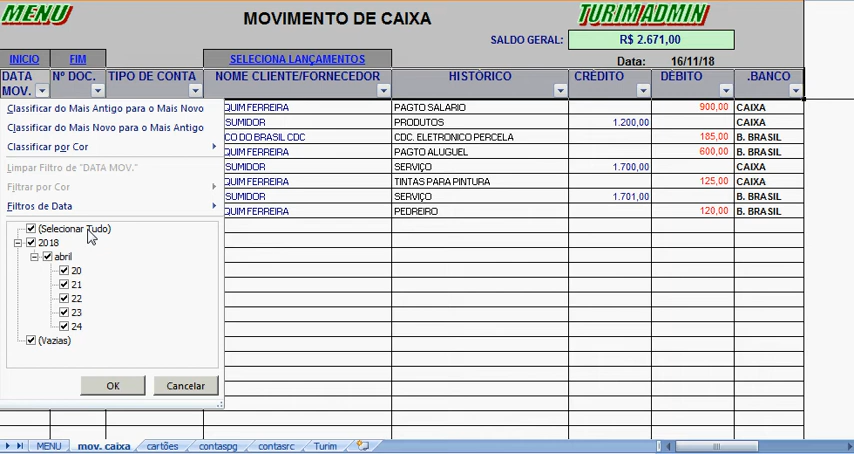 MENU
MOVIMENTO DE CAIXA
TURIM ADMIN
SALDO GERAL: R$ 2.671,00
INICIO FIM SELECIONA LANÇAMENTOS Data: 16/11/18
DATA MOV. Nº DOC. TIPO DE CONTA NOME CLIENTE/FORNECEDOR HISTÓRICO CRÉDITO DÉBITO .BANCO
QUIM FERREIRA PAGTO SALARIO 900,00 CAIXA
SUMIDOR PRODUTOS 1.200,00 CAIXA
CO DO BRASIL CDC CDC. ELETRONICO PERCELA 185,00 B. BRASIL
QUIM FERREIRA PAGTO ALUGUEL 600,00 B. BRASIL
SUMIDOR SERVIÇO 1.700,00 CAIXA
QUIM FERREIRA TINTAS PARA PINTURA 125,00 CAIXA
SUMIDOR SERVIÇO 1.701,00 B. BRASIL
QUIM FERREIRA PEDREIRO 120,00 B. BRASIL
Classificar do Mais Antigo para o Mais Novo
Classificar do Mais Novo para o Mais Antigo
Classificar por Cor
Limpar Filtro de "DATA MOV."
Filtrar por Cor
Filtros de Data
(Selecionar Tudo)
2018
abril
20
21
22
23
24
(Vazias)
OK Cancelar
MENU mov. caixa cartões contaspg contasrc Turim